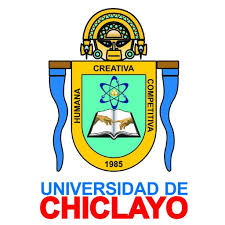 CREATIVA
HUMANA
COMPETITIVA
1985
UNIVERSIDAD DE
CHICLAYO